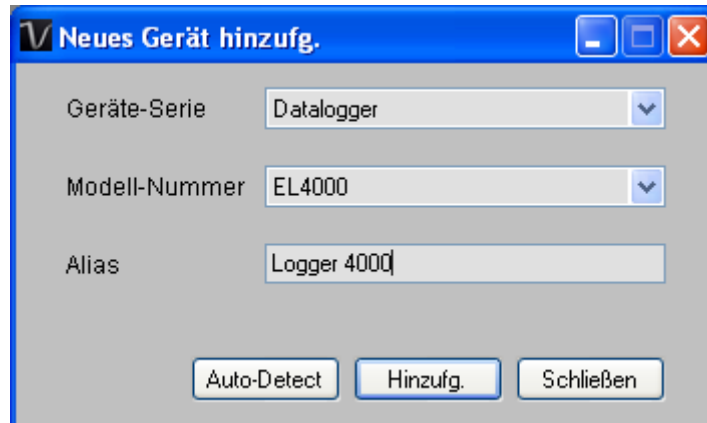 Neues Gerät hinzufg.
Geräte-Serie Datalogger
Modell-Nummer EL4000
Alias Logger 4000
Auto-Detect Hinzufg. Schließen